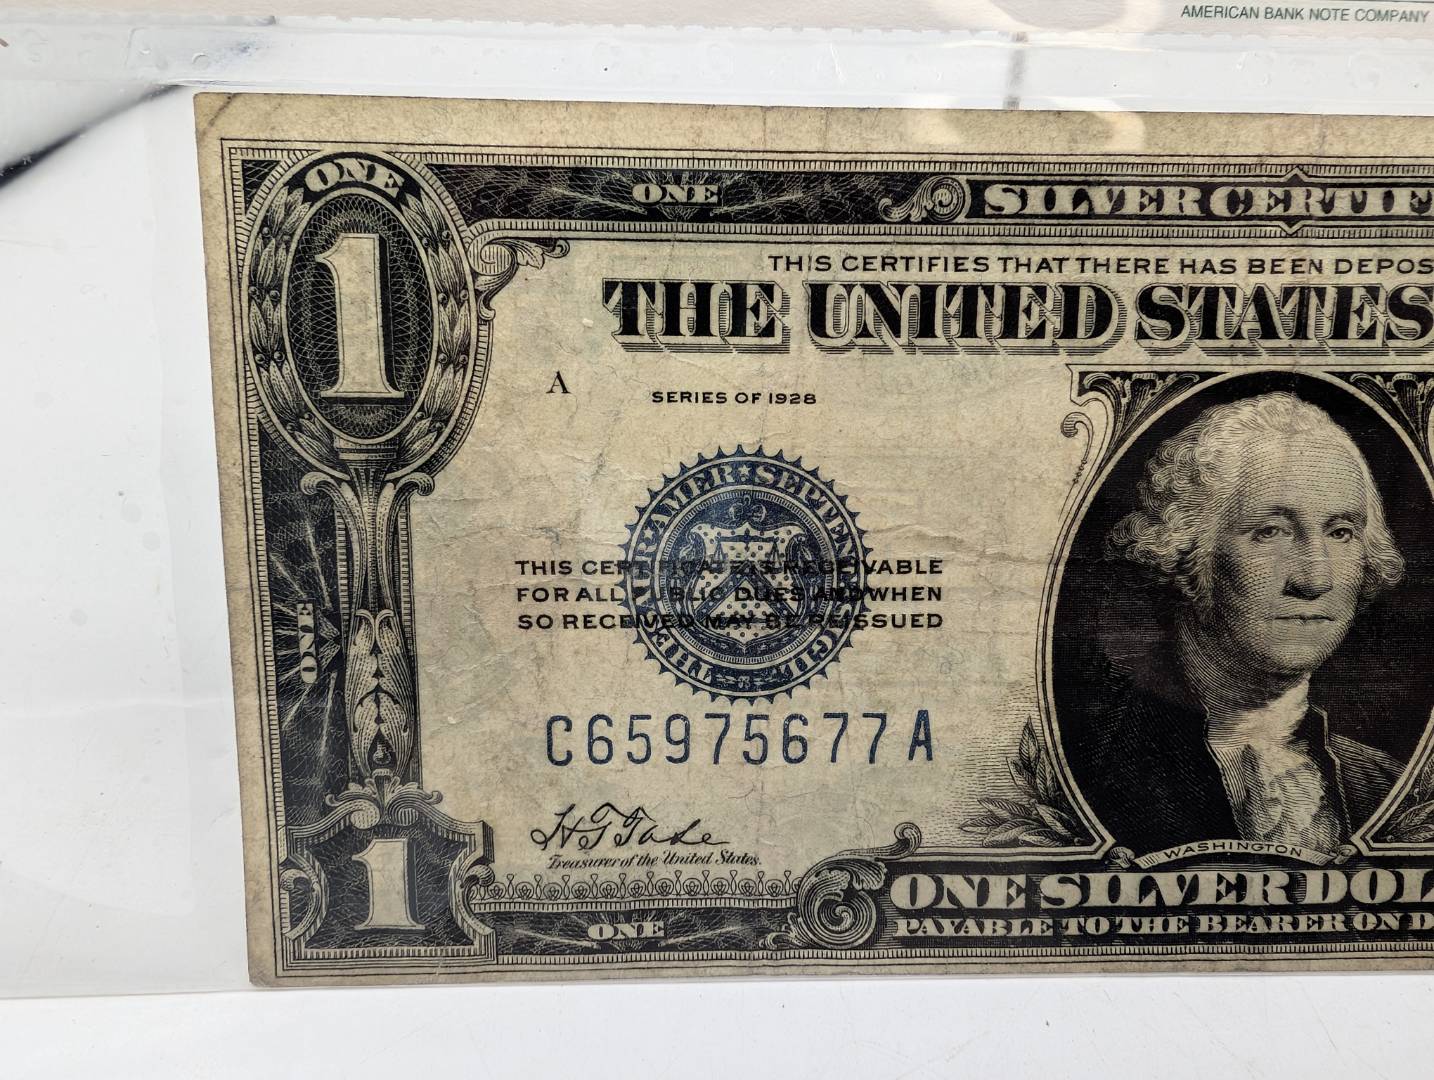 AMERICAN BANK NOTE COMPANY
ONE
ONE
SILVER CERTIF
1
THIS CERTIFIES THAT THERE HAS BEEN DEPOS
THE UNITED STATES
A
SERIES OF 1928
THIS CERTIFICATE IS RECEIVABLE
FOR ALL PUBLIC DUES AND WHEN
SO RECEIVED MAY BE REISSUED
ONE
C65975677A
H T Tate
Treasurer of the United States.
WASHINGTON
1
ONE SILVER DOL
PAYABLE TO THE BEARER ON D
ONE